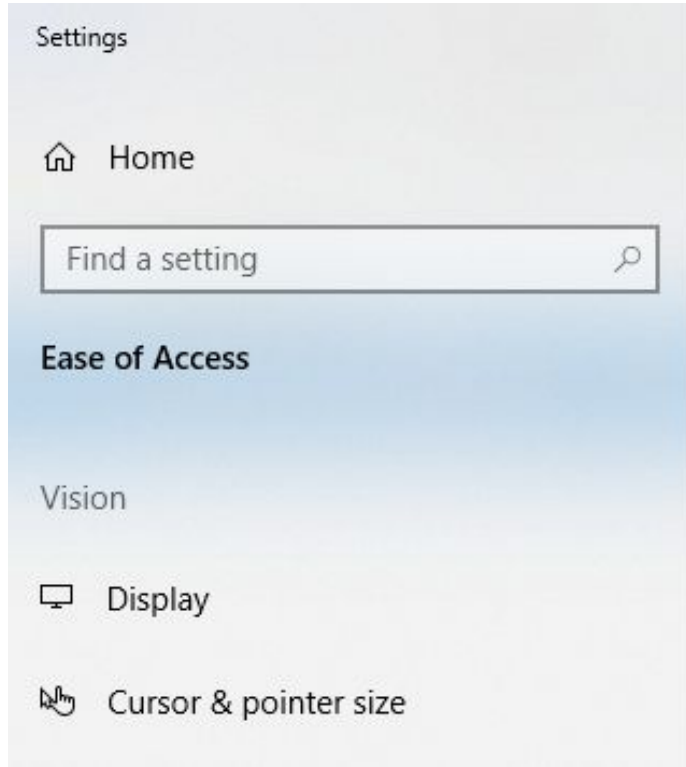 Settings
Home
Find a setting
Ease of Access
Vision
Display
Cursor & pointer size